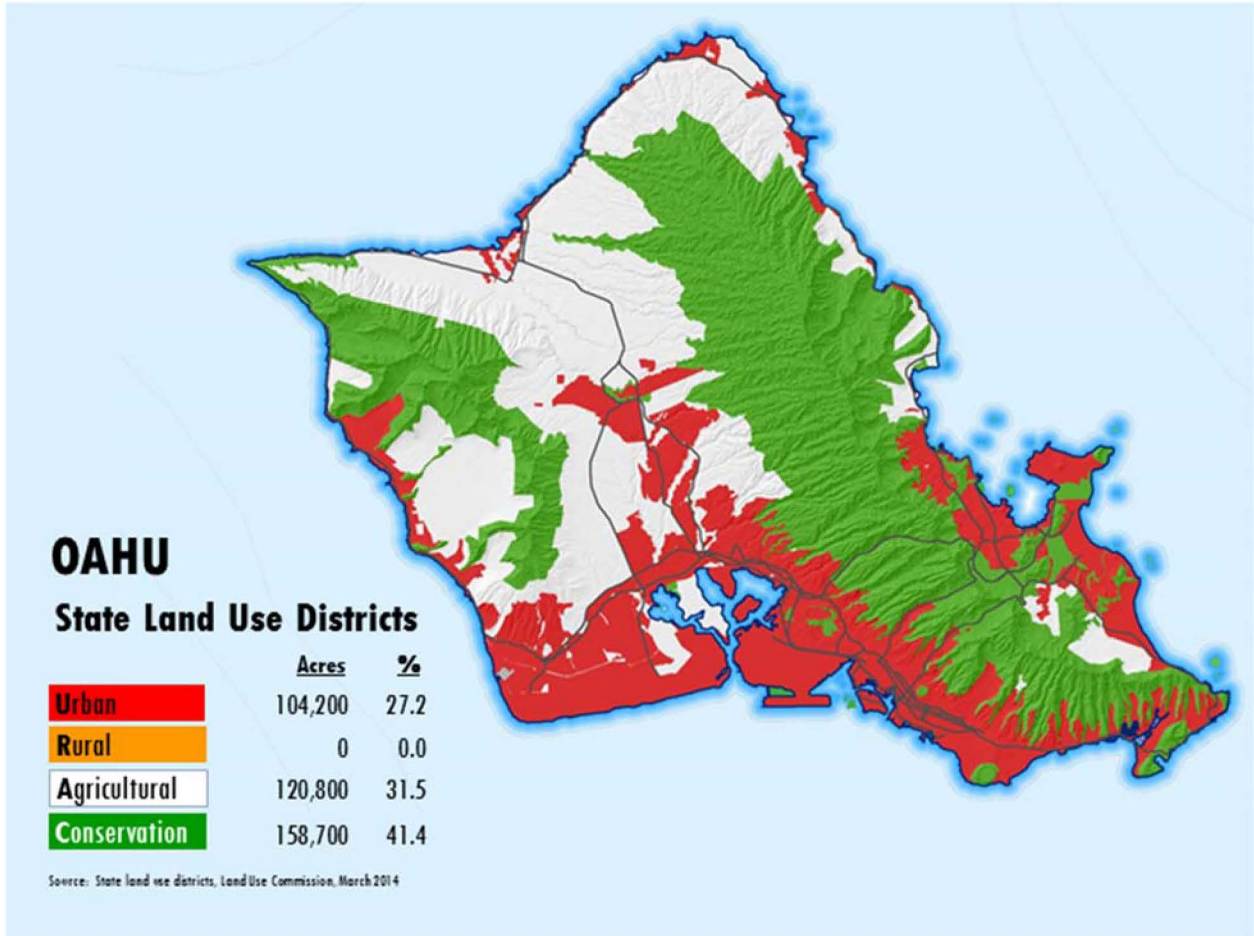 OAHU
State Land Use Districts
Acres %
Urban 104,200 27.2
Rural 0 0.0
Agricultural 120,800 31.5
Conservation 158,700 41.4
Source: State land use districts, Land Use Commission, March 2014